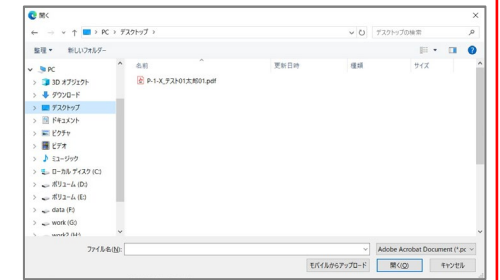 開く
PC > デスクトップ >
デスクトップの検索
整理 新しいフォルダー
名前 更新日時 種類 サイズ
PC
3D オブジェクト
ダウンロード
デスクトップ
ドキュメント
ピクチャ
ビデオ
ミュージック
ローカル ディスク (C:)
ボリューム (D:)
ボリューム (E:)
data (F:)
work (G:)
work2 (H:)
P-1-X_テスト01太郎01.pdf
ファイル名(N):
Adobe Acrobat Document (*.pc
モバイルからアップロード 開く(O) キャンセル